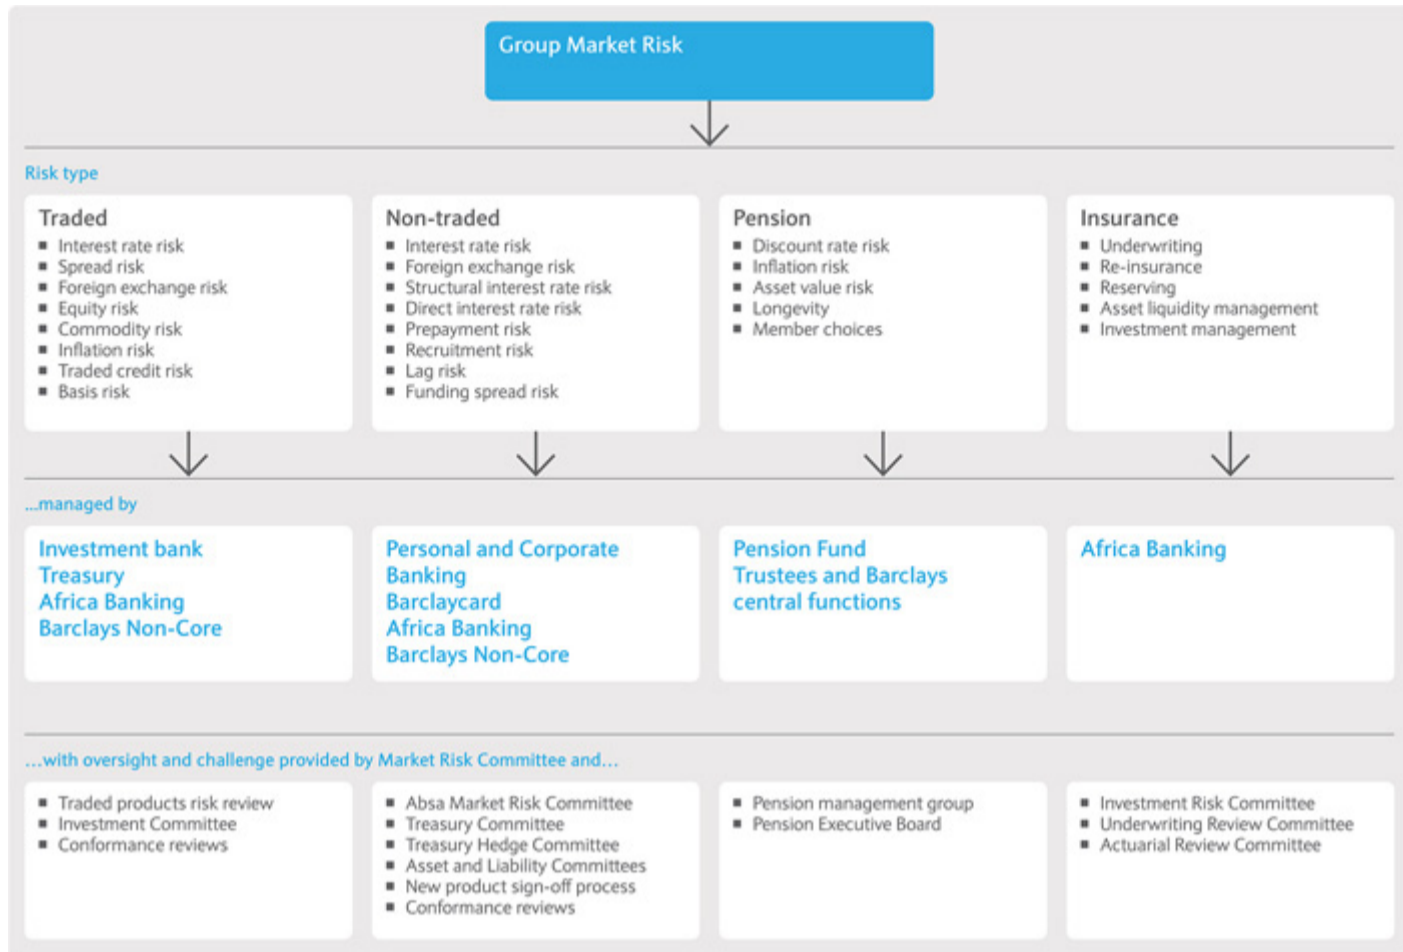 Group Market Risk
Risk type
Traded
▪ Interest rate risk
▪ Spread risk
▪ Foreign exchange risk
▪ Equity risk
▪ Commodity risk
▪ Inflation risk
▪ Traded credit risk
▪ Basis risk
Non-traded
▪ Interest rate risk
▪ Foreign exchange risk
▪ Structural interest rate risk
▪ Direct interest rate risk
▪ Prepayment risk
▪ Recruitment risk
▪ Lag risk
▪ Funding spread risk
Pension
▪ Discount rate risk
▪ Inflation risk
▪ Asset value risk
▪ Longevity
▪ Member choices
Insurance
▪ Underwriting
▪ Re-insurance
▪ Reserving
▪ Asset liquidity management
▪ Investment management
...managed by
Investment bank
Treasury
Africa Banking
Barclays Non-Core
Personal and Corporate
Banking
Barclaycard
Africa Banking
Barclays Non-Core
Pension Fund
Trustees and Barclays
central functions
Africa Banking
…with oversight and challenge provided by Market Risk Committee and…
▪ Traded products risk review
▪ Investment Committee
▪ Conformance reviews
▪ Absa Market Risk Committee
▪ Treasury Committee
▪ Treasury Hedge Committee
▪ Asset and Liability Committees
▪ New product sign-off process
▪ Conformance reviews
▪ Pension management group
▪ Pension Executive Board
▪ Investment Risk Committee
▪ Underwriting Review Committee
▪ Actuarial Review Committee